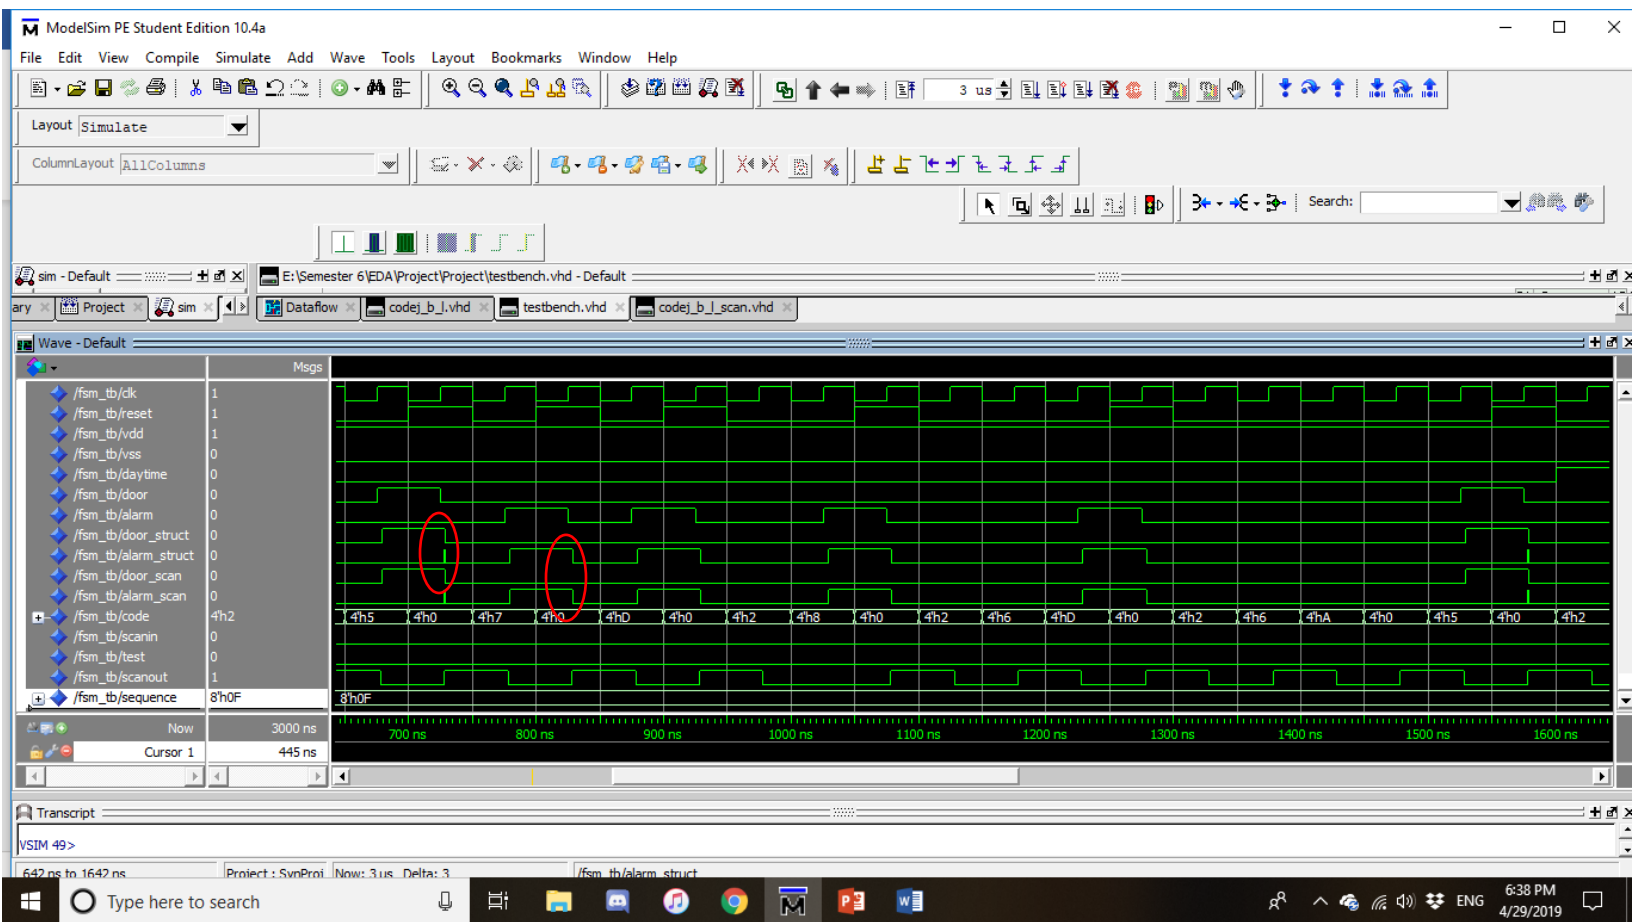 ModelSim PE Student Edition 10.4a
File Edit View Compile Simulate Add Wave Tools Layout Bookmarks Window Help
3 us
Layout Simulate
ColumnLayout AllColumns
Search:
sim - Default
E:\Semester 6\EDA\Project\Project\testbench.vhd - Default
ary Project sim Dataflow codej_b_l.vhd testbench.vhd codej_b_l_scan.vhd
Wave - Default
Msgs
/fsm_tb/clk 1
/fsm_tb/reset 1
/fsm_tb/vdd 1
/fsm_tb/vss 0
/fsm_tb/daytime 0
/fsm_tb/door 0
/fsm_tb/alarm 0
/fsm_tb/door_struct 0
/fsm_tb/alarm_struct 0
/fsm_tb/door_scan 0
/fsm_tb/alarm_scan 0
/fsm_tb/code 4'h2 4'h5 4'h0 4'h7 4'h0 4'hD 4'h0 4'h2 4'h8 4'h0 4'h2 4'h6 4'hD 4'h0 4'h2 4'h6 4'hA 4'h0 4'h5 4'h0 4'h2
/fsm_tb/scanin 0
/fsm_tb/test 0
/fsm_tb/scanout 1
/fsm_tb/sequence 8'h0F 8'h0F
Now 3000 ns 700 ns 800 ns 900 ns 1000 ns 1100 ns 1200 ns 1300 ns 1400 ns 1500 ns 1600 ns
Cursor 1 445 ns
Transcript
VSIM 49>
642 ns to 1642 ns Project : SynProj Now: 3 us Delta: 3 /fsm_tb/alarm_struct
Type here to search
ENG
6:38 PM
4/29/2019